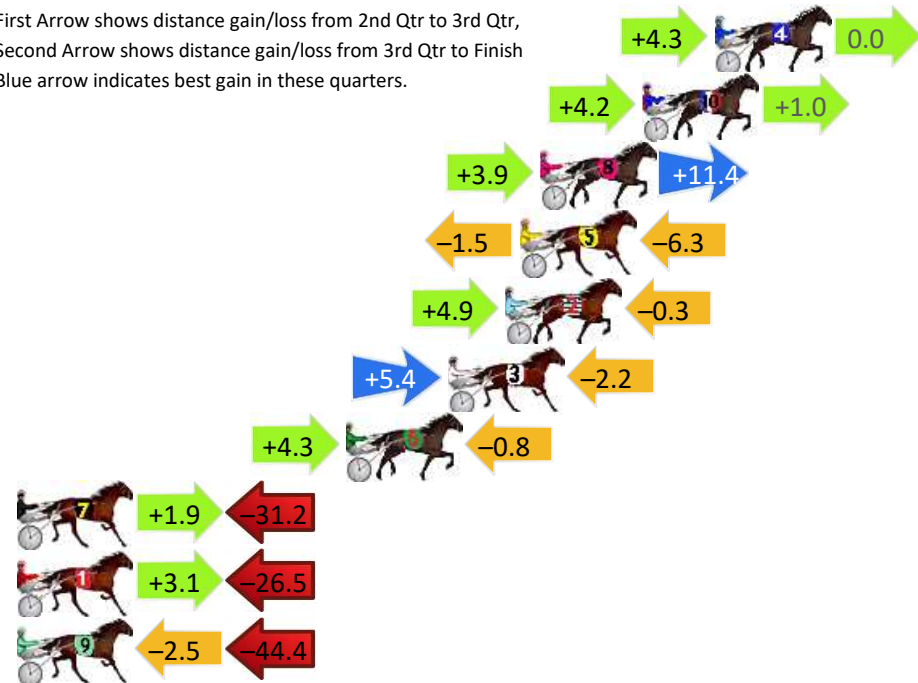 First Arrow shows distance gain/loss from 2nd Qtr to 3rd Qtr,
Second Arrow shows distance gain/loss from 3rd Qtr to Finish
Blue arrow indicates best gain in these quarters.
+4.3 4 0.0
+4.2 10 +1.0
+3.9 8 +11.4
−1.5 5 −6.3
+4.9 2 −0.3
+5.4 3 −2.2
+4.3 6 −0.8
7 +1.9 −31.2
1 +3.1 −26.5
9 −2.5 −44.4